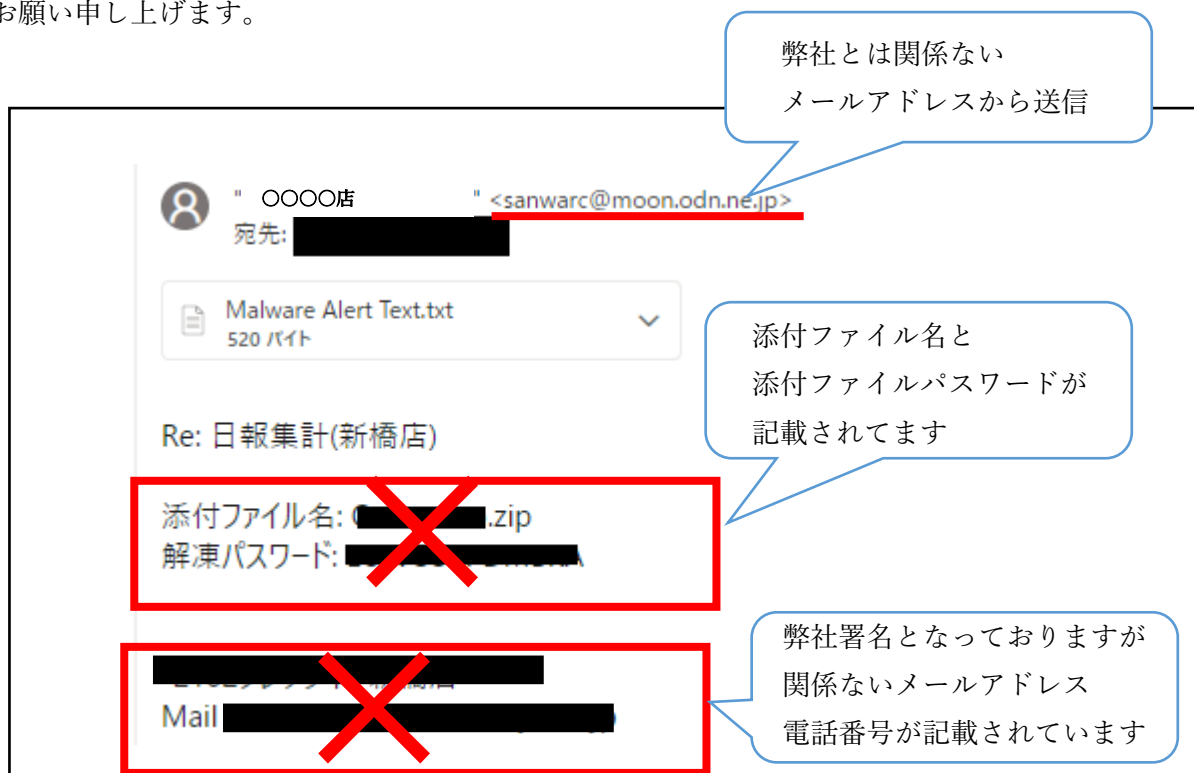 お願い申し上げます。
弊社とは関係ない
メールアドレスから送信
" 〇〇〇〇店 " <sanwarc@moon.odn.ne.jp>
宛先:
Malware Alert Text.txt
520 バイト
添付ファイル名と
添付ファイルパスワードが
記載されてます
Re: 日報集計(新橋店)
添付ファイル名: .zip
解凍パスワード:
弊社署名となっておりますが
関係ないメールアドレス
電話番号が記載されています
Mail